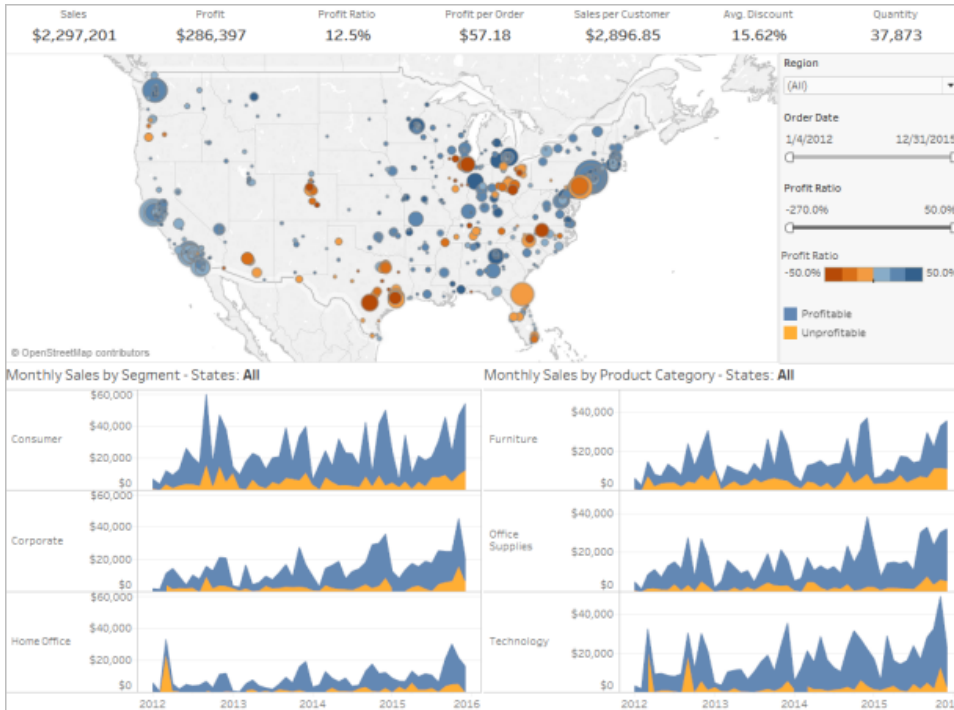 Sales Profit Profit Ratio Profit per Order Sales per Customer Avg. Discount Quantity
$2,297,201 $286,397 12.5% $57.18 $2,896.85 15.62% 37,873
Region
(All)
Order Date
1/4/2012 12/31/2015
Profit Ratio
-270.0% 50.0%
Profit Ratio
-50.0% 50.0%
Profitable
Unprofitable
© OpenStreetMap contributors
Monthly Sales by Segment - States: All
Consumer
$60,000
$40,000
$20,000
$0
Corporate
$60,000
$40,000
$20,000
$0
Home Office
$60,000
$40,000
$20,000
$0
2012 2013 2014 2015 2016
Monthly Sales by Product Category - States: All
Furniture
$40,000
$20,000
$0
Office
Supplies
$40,000
$20,000
$0
Technology
$40,000
$20,000
$0
2012 2013 2014 2015